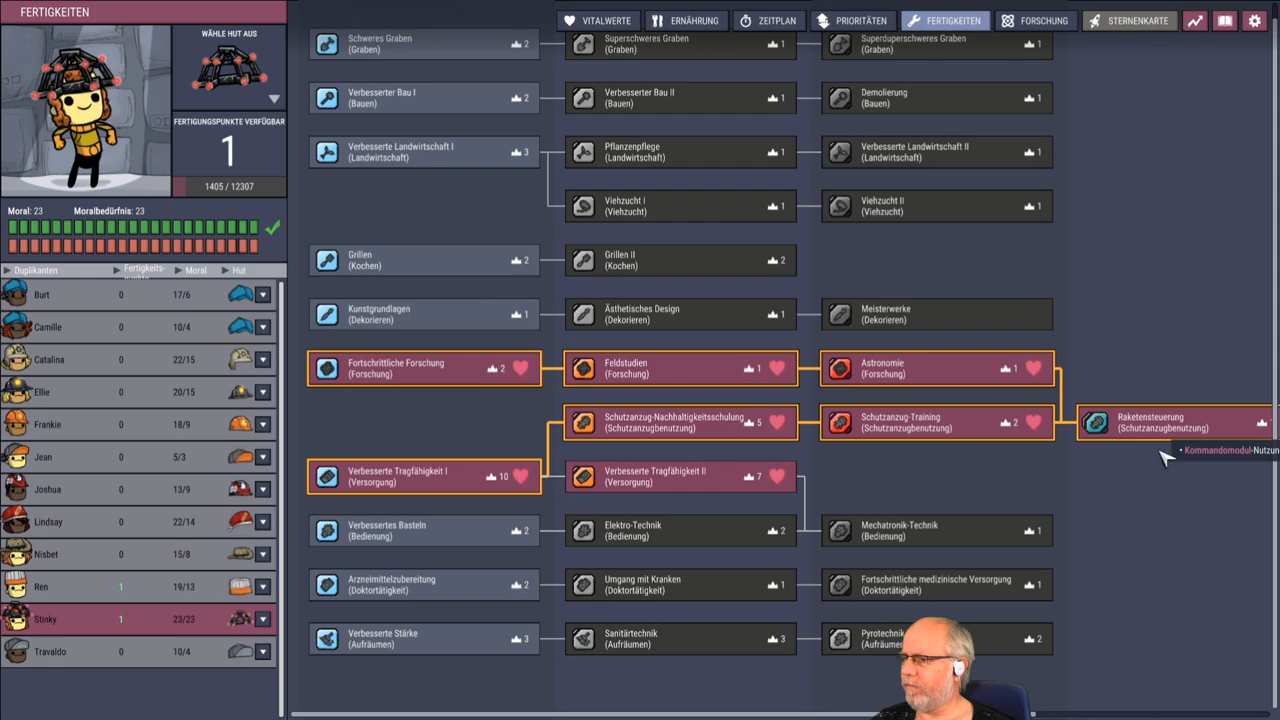 FERTIGKEITEN
VITALWERTE
ERNÄHRUNG
ZEITPLAN
PRIORITÄTEN
FERTIGKEITEN
FORSCHUNG
STERNENKARTE
WÄHLE HUT AUS
FERTIGUNGSPUNKTE VERFÜGBAR
1
1405 / 12307
Moral: 23 Moralbedürfnis: 23
Duplikanten Fertigkeits- Moral Hut
Burt 0 17/6
Camille 0 10/4
Catalina 0 22/15
Ellie 0 20/15
Frankie 0 18/9
Jean 0 5/3
Joshua 0 13/9
Lindsay 0 22/14
Nisbet 0 15/8
Ren 1 19/13
Stinky 1 23/23
Travaldo 0 10/4
Schweres Graben 2
(Graben)
Superschweres Graben 1
(Graben)
Superduperschweres Graben 1
(Graben)
Verbesserter Bau I 2
(Bauen)
Verbesserter Bau II 1
(Bauen)
Demolierung 1
(Bauen)
Verbesserte Landwirtschaft I 3
(Landwirtschaft)
Pflanzenpflege 1
(Landwirtschaft)
Verbesserte Landwirtschaft II 1
(Landwirtschaft)
Viehzucht I 1
(Viehzucht)
Viehzucht II 1
(Viehzucht)
Grillen 2
(Kochen)
Grillen II 2
(Kochen)
Kunstgrundlagen 1
(Dekorieren)
Ästhetisches Design 1
(Dekorieren)
Meisterwerke
(Dekorieren)
Fortschrittliche Forschung 2
(Forschung)
Feldstudien 1
(Forschung)
Astronomie 1
(Forschung)
Schutzanzug-Nachhaltigkeitsschulung 5
(Schutzanzugbenutzung)
Schutzanzug-Training 2
(Schutzanzugbenutzung)
Raketensteuerung
(Schutzanzugbenutzung)
• Kommandomodul-Nutzun
Verbesserte Tragfähigkeit I 10
(Versorgung)
Verbesserte Tragfähigkeit II 7
(Versorgung)
Verbessertes Basteln 2
(Bedienung)
Elektro-Technik 2
(Bedienung)
Mechatronik-Technik 1
(Bedienung)
Arzneimittelzubereitung 2
(Doktortätigkeit)
Umgang mit Kranken 1
(Doktortätigkeit)
Fortschrittliche medizinische Versorgung 1
(Doktortätigkeit)
Verbesserte Stärke 3
(Aufräumen)
Sanitärtechnik 3
(Aufräumen)
Pyrotechnik 2
(Aufräumen